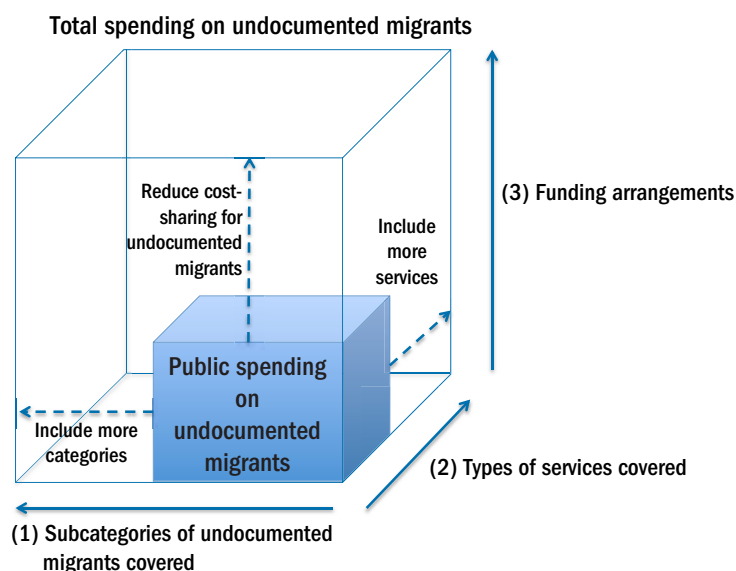 Total spending on undocumented migrants
Reduce cost-
sharing for
undocumented
migrants
Include
more
services
(3) Funding arrangements
Public spending
on
undocumented
migrants
Include more
categories
(2) Types of services covered
(1) Subcategories of undocumented
migrants covered